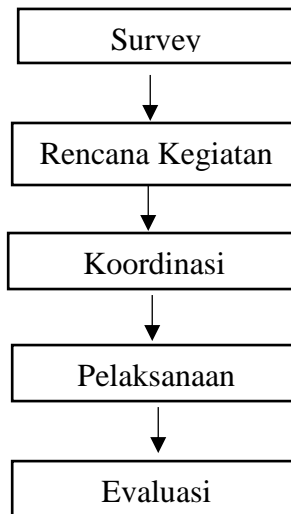 Survey
Rencana Kegiatan
Koordinasi
Pelaksanaan
Evaluasi